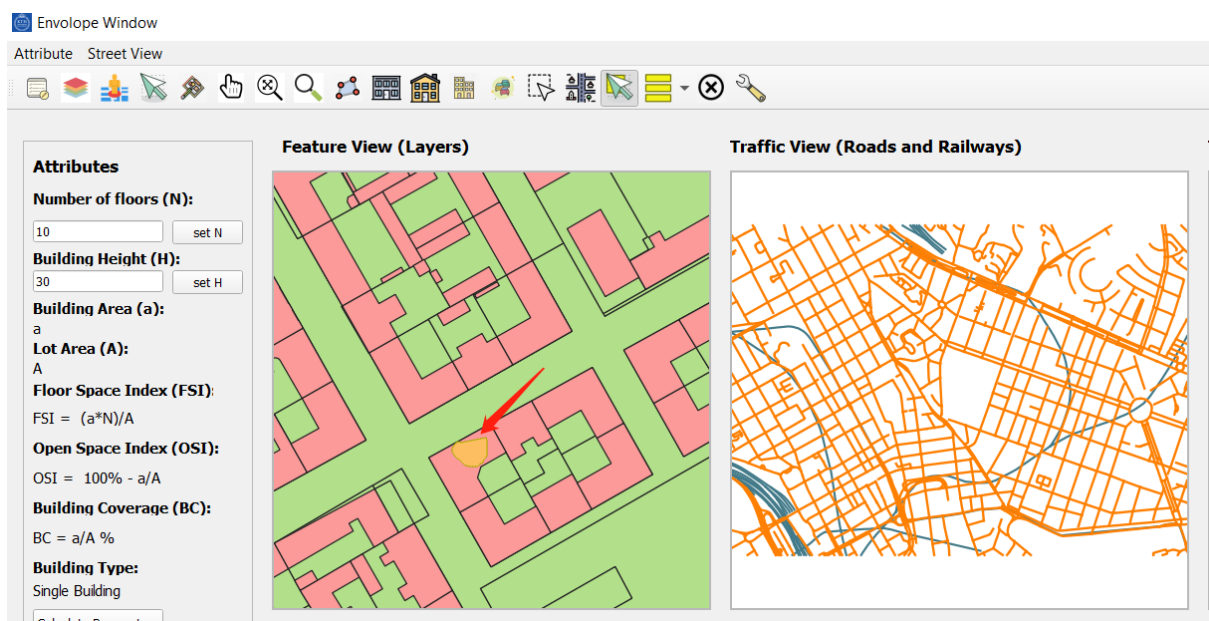 Envolope Window
Attribute Street View
Attributes
Number of floors (N):
10
set N
Building Height (H):
30
set H
Building Area (a):
a
Lot Area (A):
A
Floor Space Index (FSI):
FSI = (a*N)/A
Open Space Index (OSI):
OSI = 100% - a/A
Building Coverage (BC):
BC = a/A %
Building Type:
Single Building
Feature View (Layers)
Traffic View (Roads and Railways)